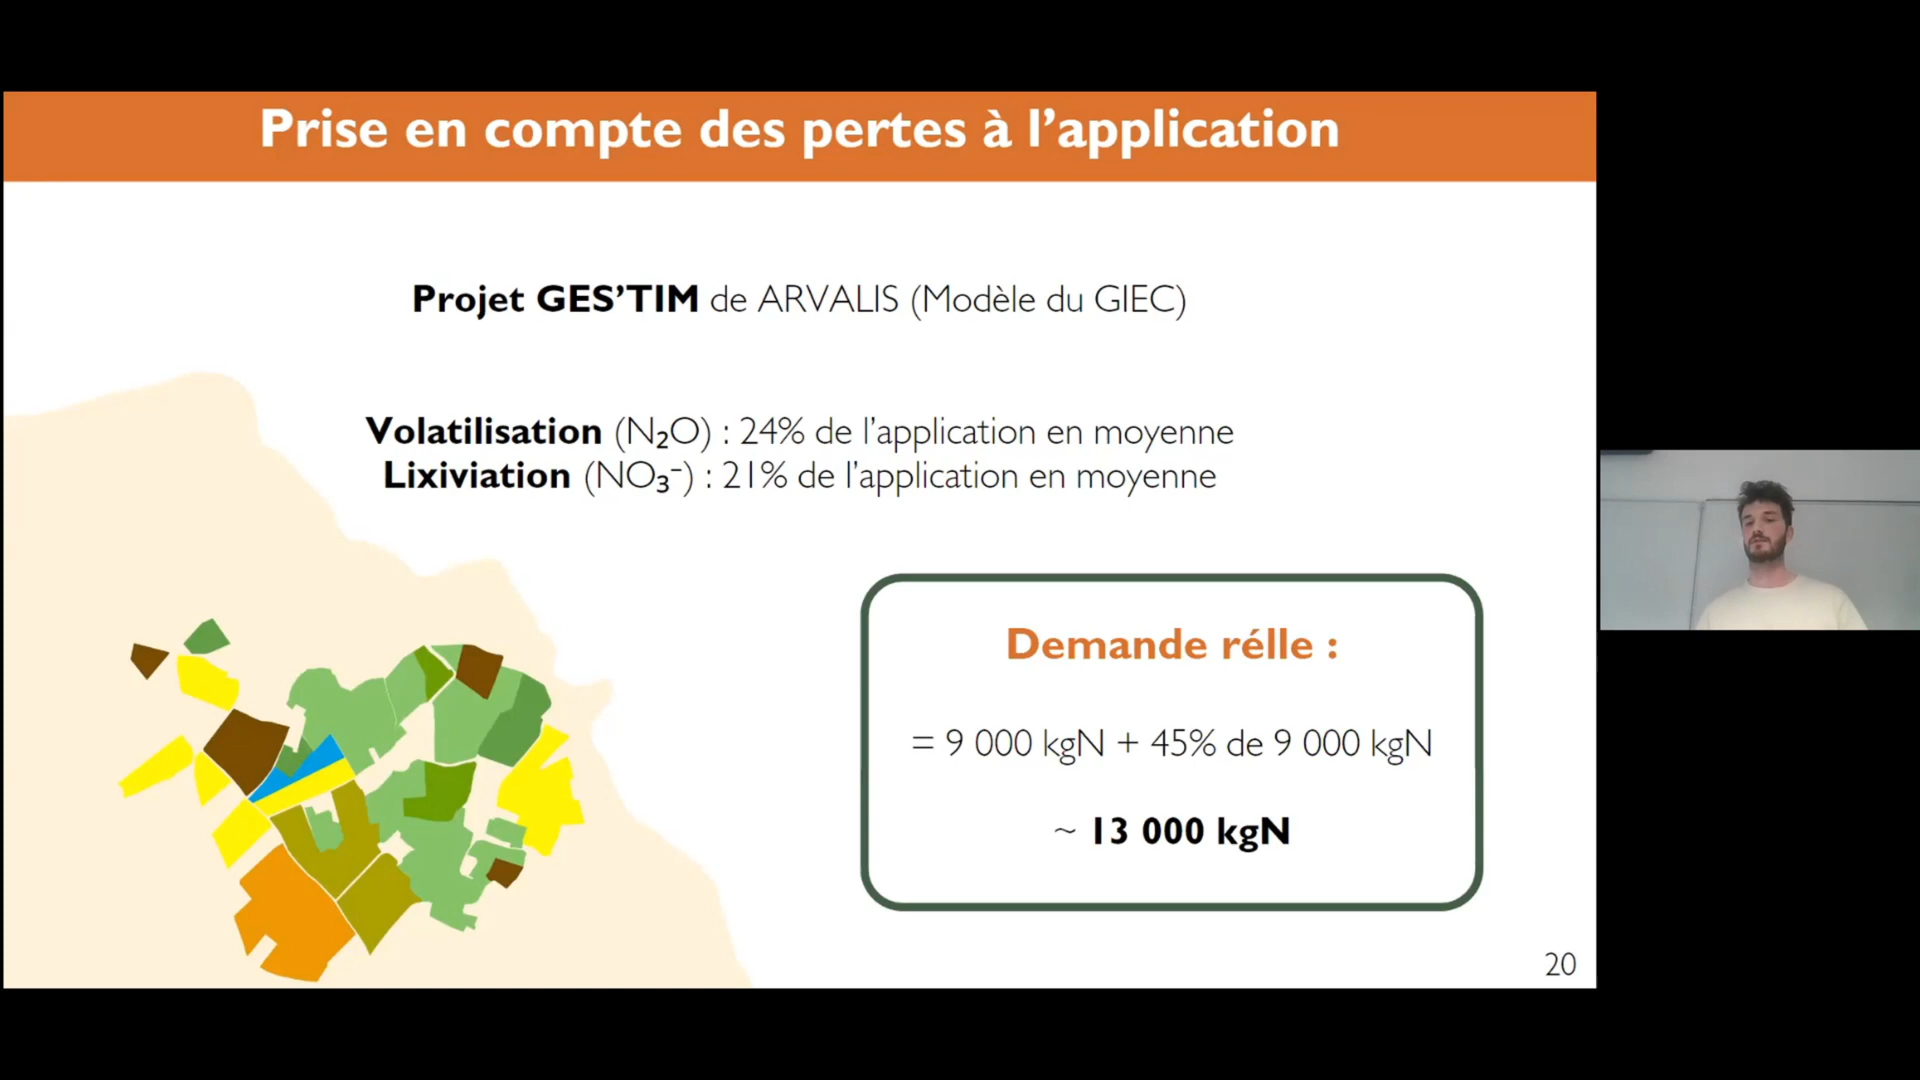 Prise en compte des pertes à l’application
Projet GES’TIM de ARVALIS (Modèle du GIEC)
Volatilisation (N₂O) : 24% de l’application en moyenne
Lixiviation (NO₃⁻) : 21% de l’application en moyenne
Demande rélle :
= 9 000 kgN + 45% de 9 000 kgN
~ 13 000 kgN
20